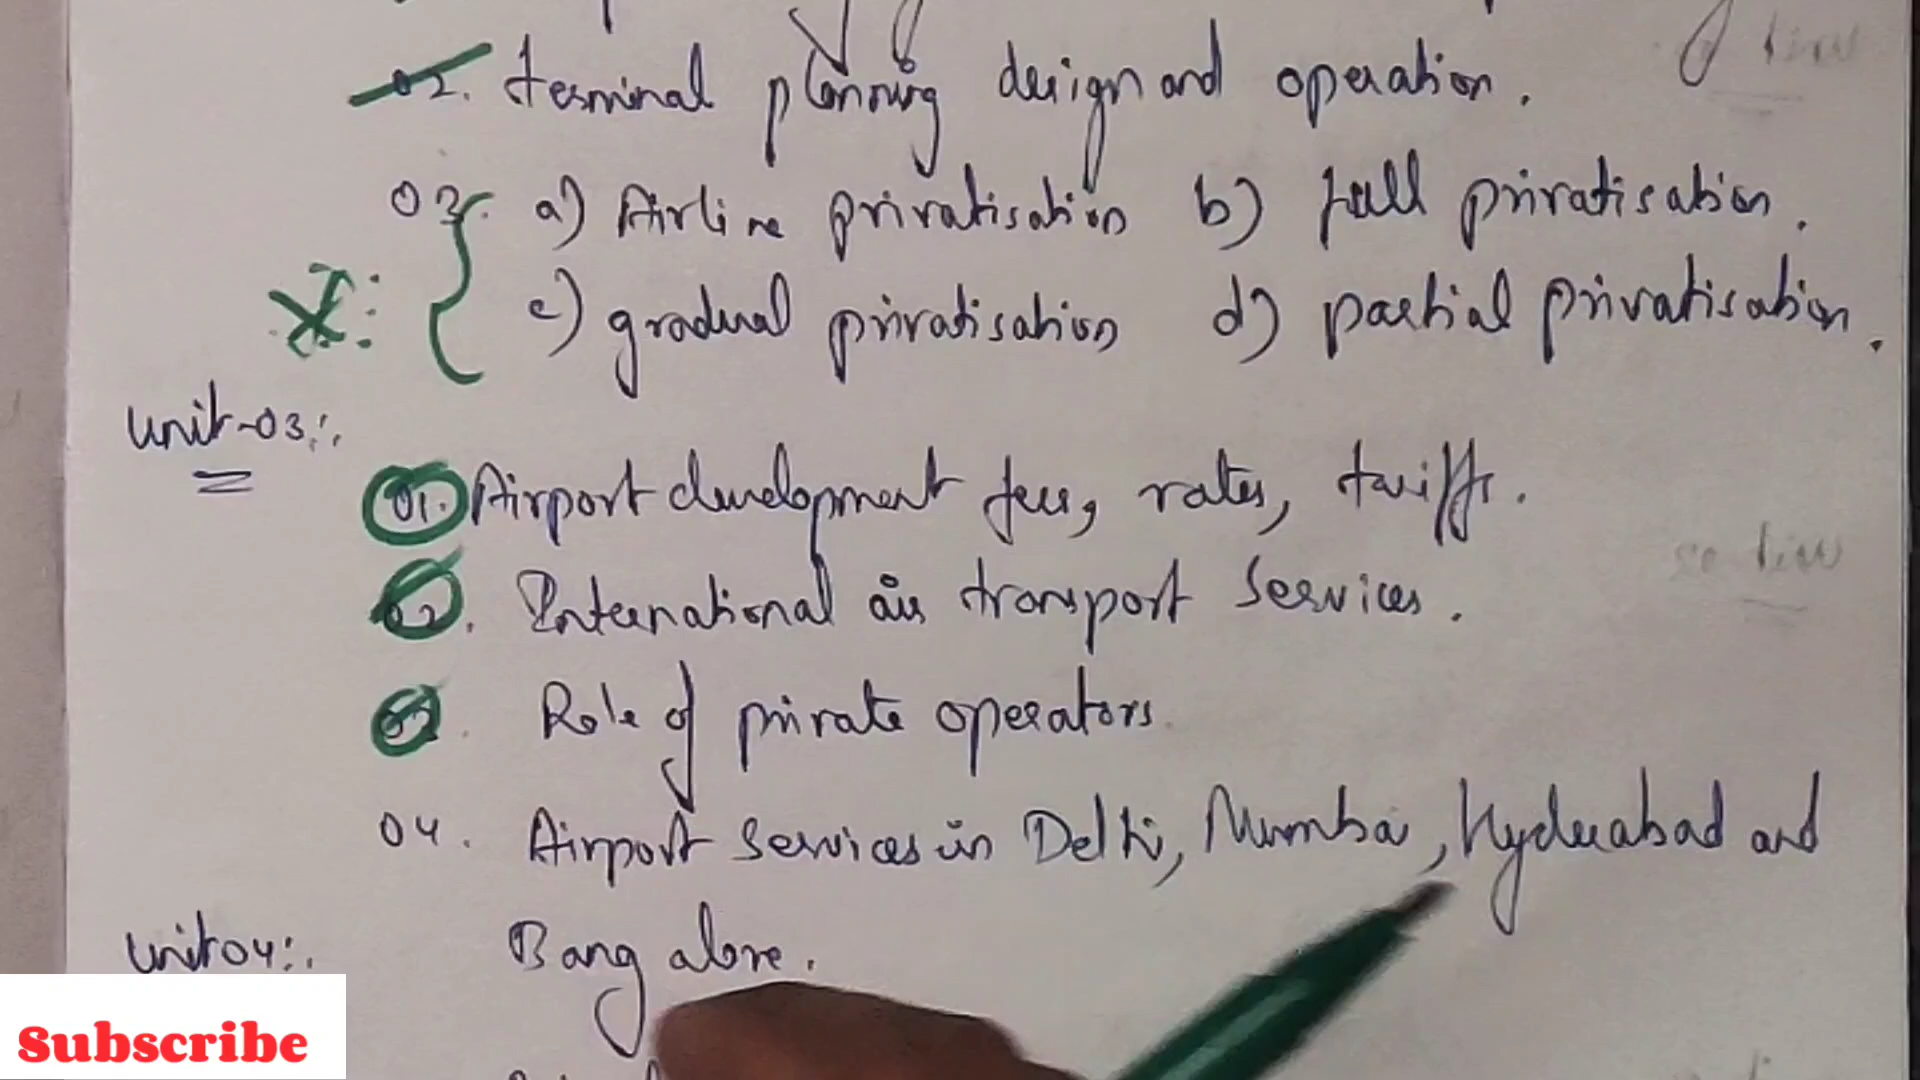 02. terminal planning design and operation.
03. a) Airline privatisation b) full privatisation.
c) gradual privatisation d) partial privatisation.
Unit-03:.
01. Airport development fees, rates, tariffs.
02. International air transport services.
03. Role of private operators
04. Airport services in Delhi, Mumbai, Hyderabad and
Bangalore.
Unit 04:.
Subscribe